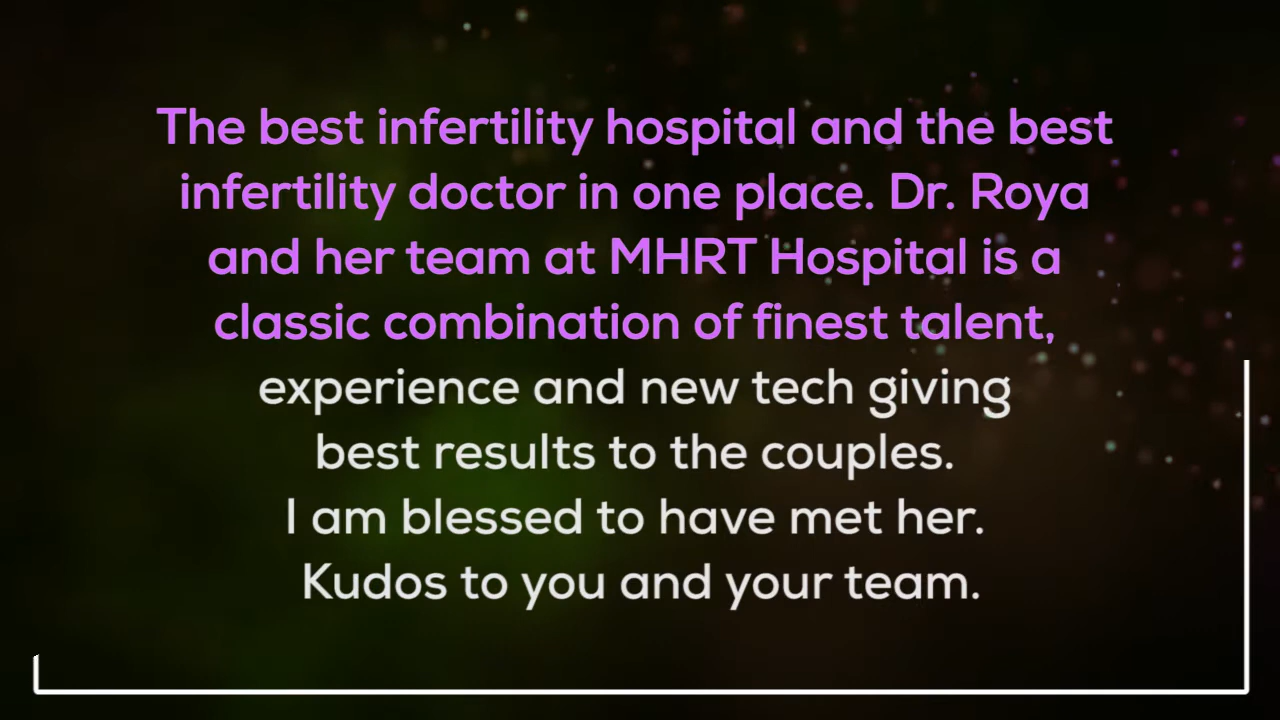 The best infertility hospital and the best
infertility doctor in one place. Dr. Roya
and her team at MHRT Hospital is a
classic combination of finest talent,
experience and new tech giving
best results to the couples.
I am blessed to have met her.
Kudos to you and your team.